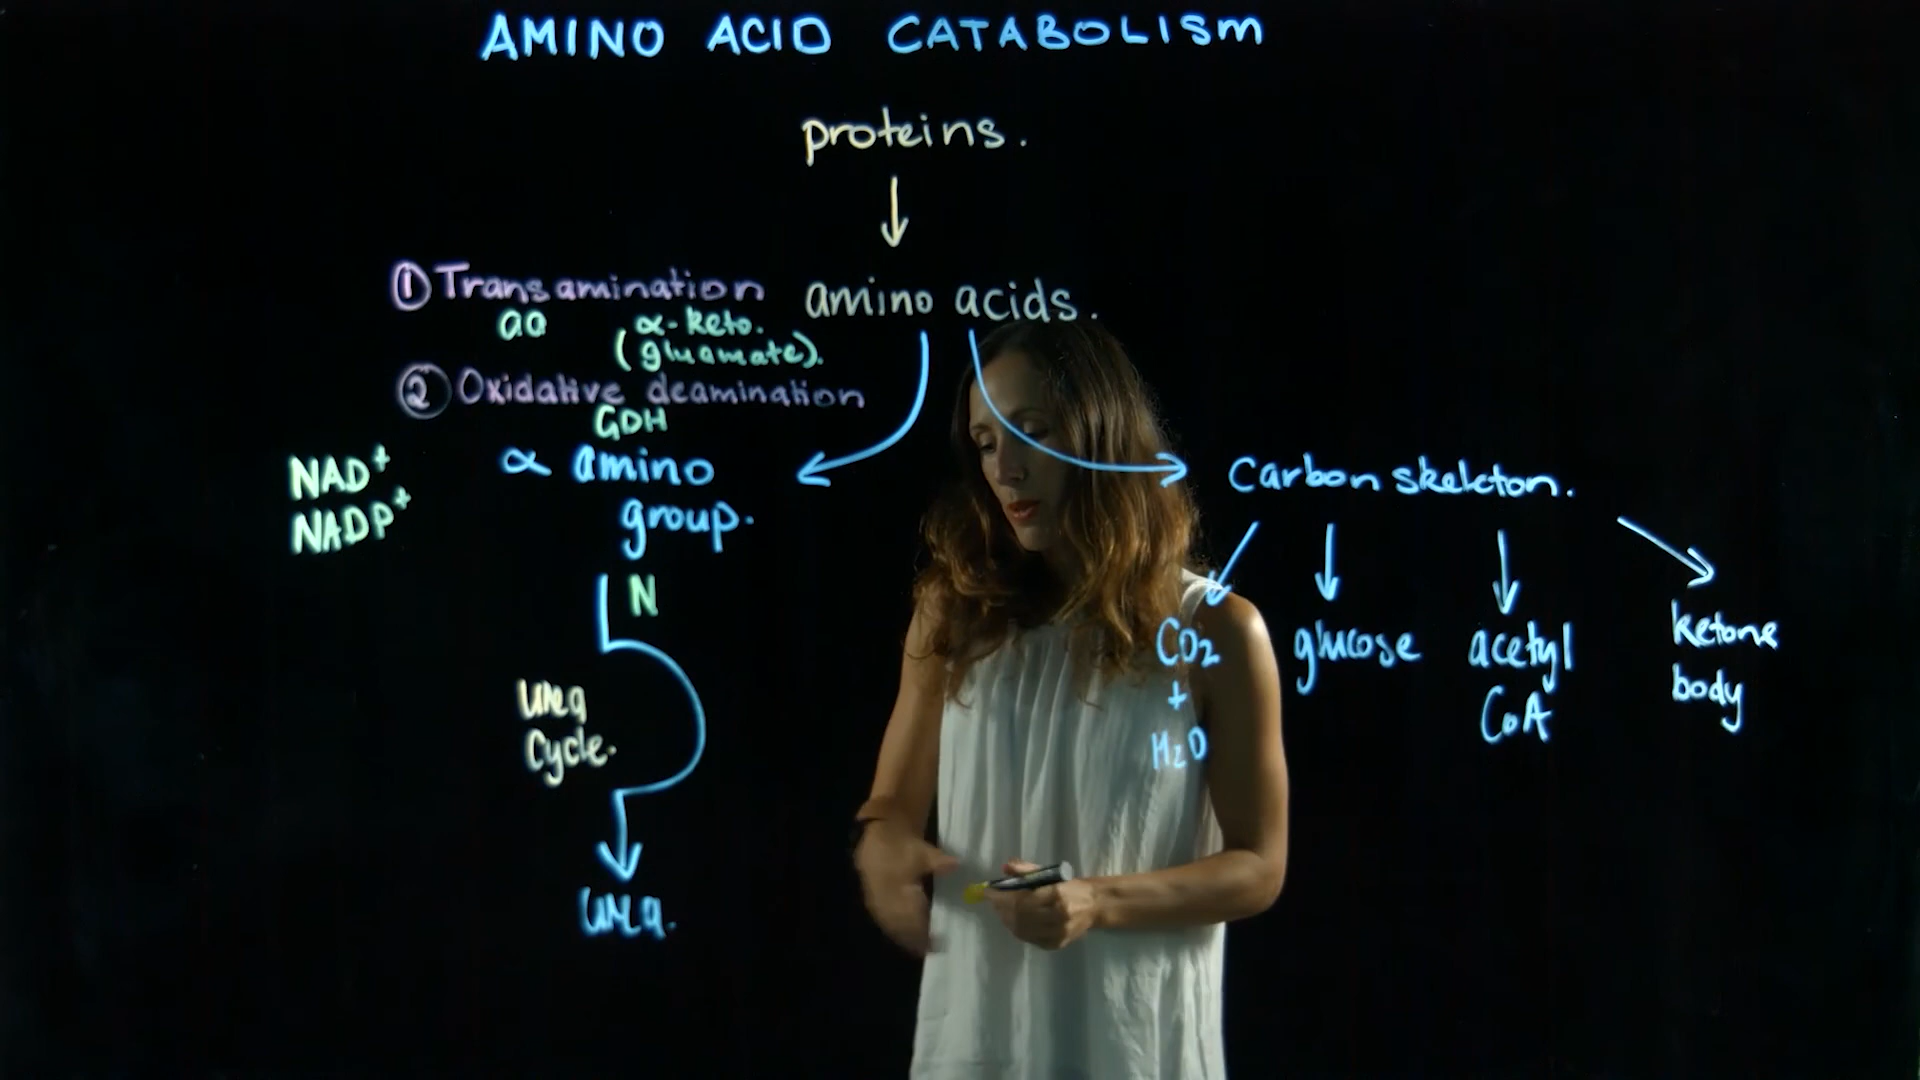 AMINO ACID CATABOLISM
proteins.
① Transamination
aa α-keto.
(gluamate).
amino acids.
② Oxidative deamination
GDH
NAD⁺
NADP⁺
α amino
group.
N
Urea
Cycle.
urea.
Carbon skeleton.
CO₂
+
H₂O
glucose
acetyl
CoA
ketone
body